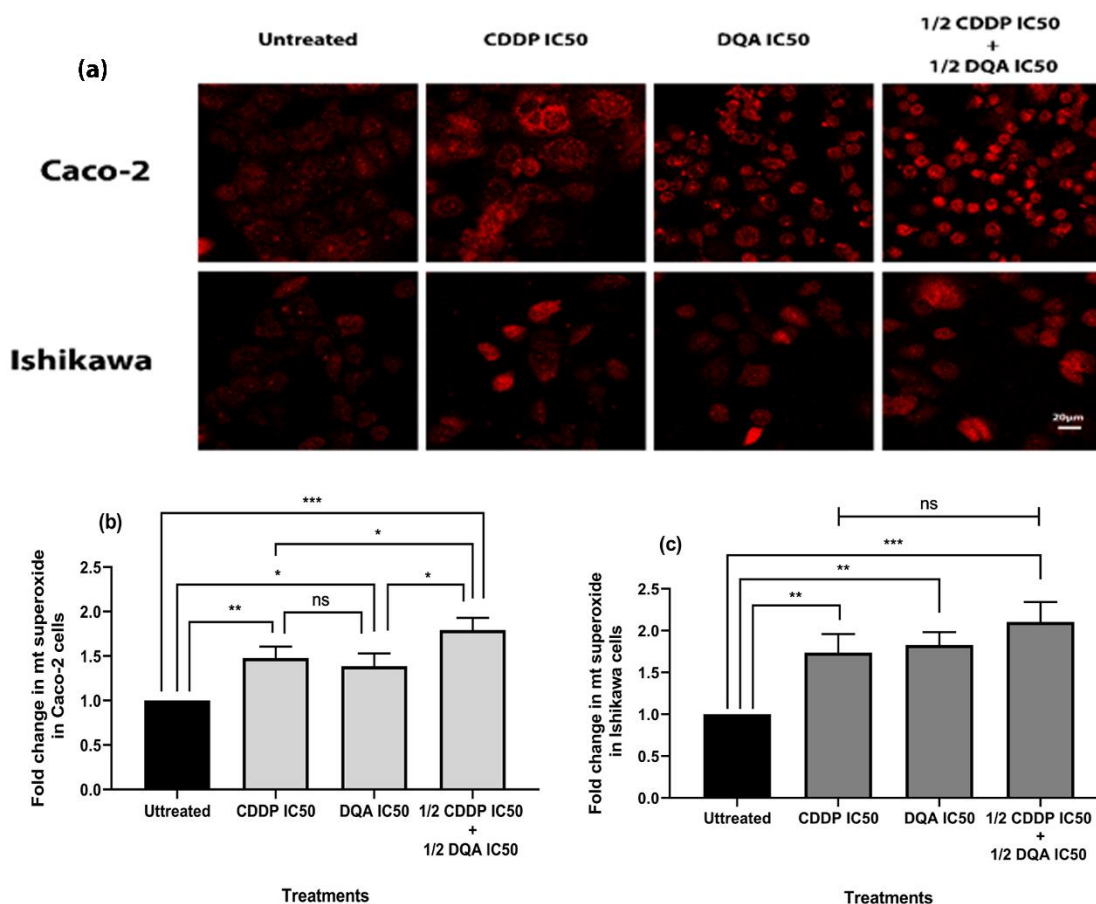 Untreated
CDDP IC50
DQA IC50
1/2 CDDP IC50
+
1/2 DQA IC50
(a)
Caco-2
Ishikawa
20µm
(b)
***
*
*
*
**
ns
Fold change in mt superoxide
in Caco-2 cells
2.5
2.0
1.5
1.0
0.5
0.0
Uttreated
CDDP IC50
DQA IC50
1/2 CDDP IC50
+
1/2 DQA IC50
Treatments
(c)
ns
***
**
**
Fold change in mt superoxide
in Ishikawa cells
2.5
2.0
1.5
1.0
0.5
0.0
Uttreated
CDDP IC50
DQA IC50
1/2 CDDP IC50
+
1/2 DQA IC50
Treatments